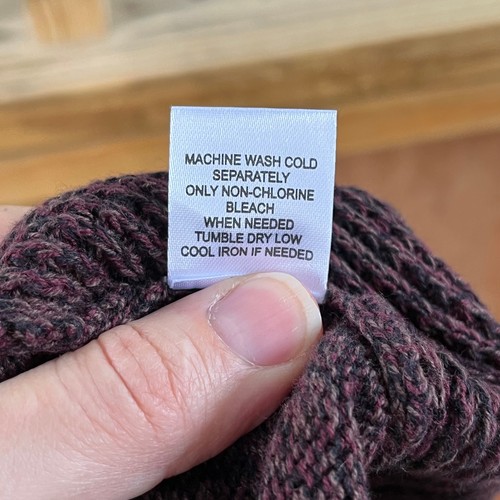 MACHINE WASH COLD
SEPARATELY
ONLY NON-CHLORINE
BLEACH
WHEN NEEDED
TUMBLE DRY LOW
COOL IRON IF NEEDED